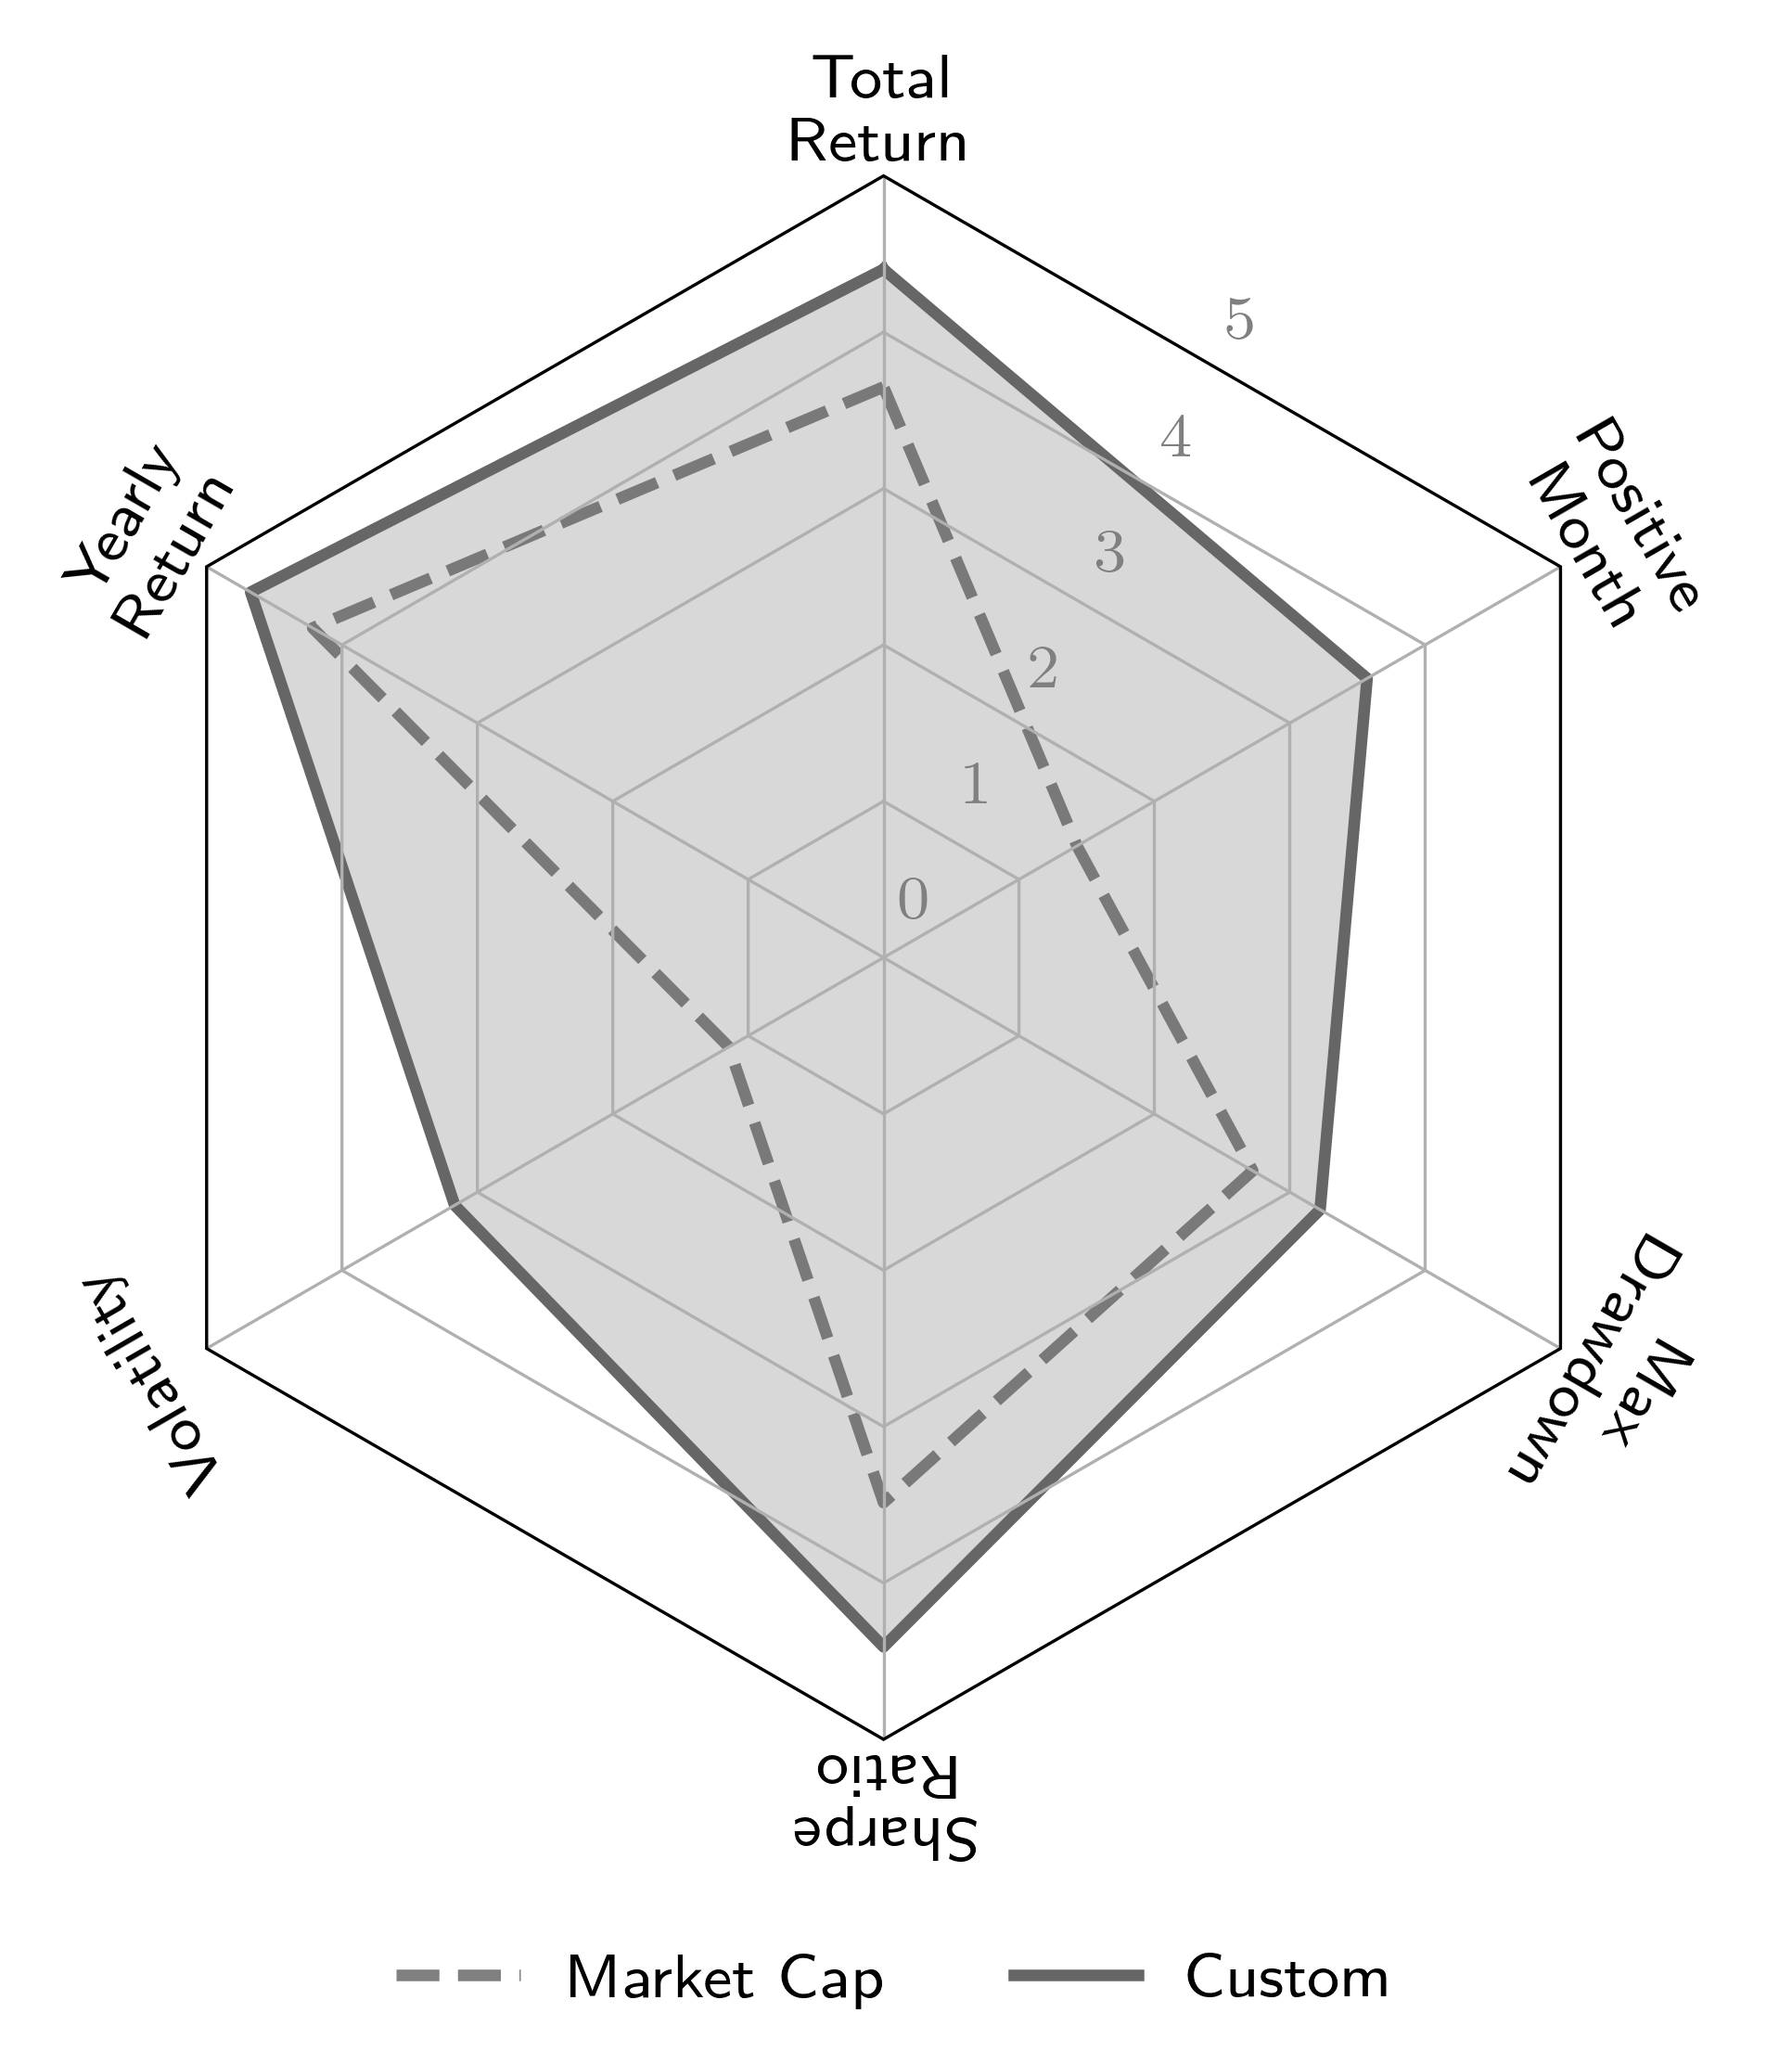 Total
Return
5
4
3
2
1
0
Yearly
Return
Positive
Month
Volatility
Max
Drawdown
Sharpe
Ratio
Market Cap
Custom